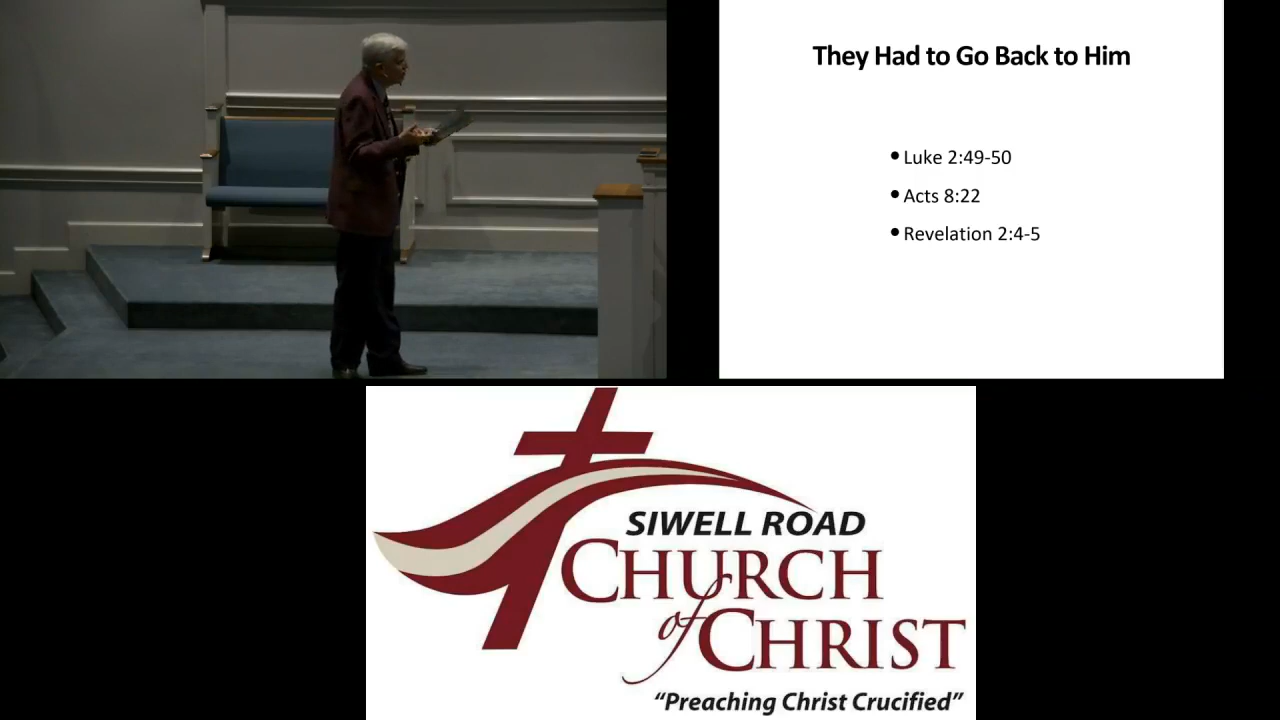 They Had to Go Back to Him
• Luke 2:49-50
• Acts 8:22
• Revelation 2:4-5
SIWELL ROAD
CHURCH
of CHRIST
“Preaching Christ Crucified”